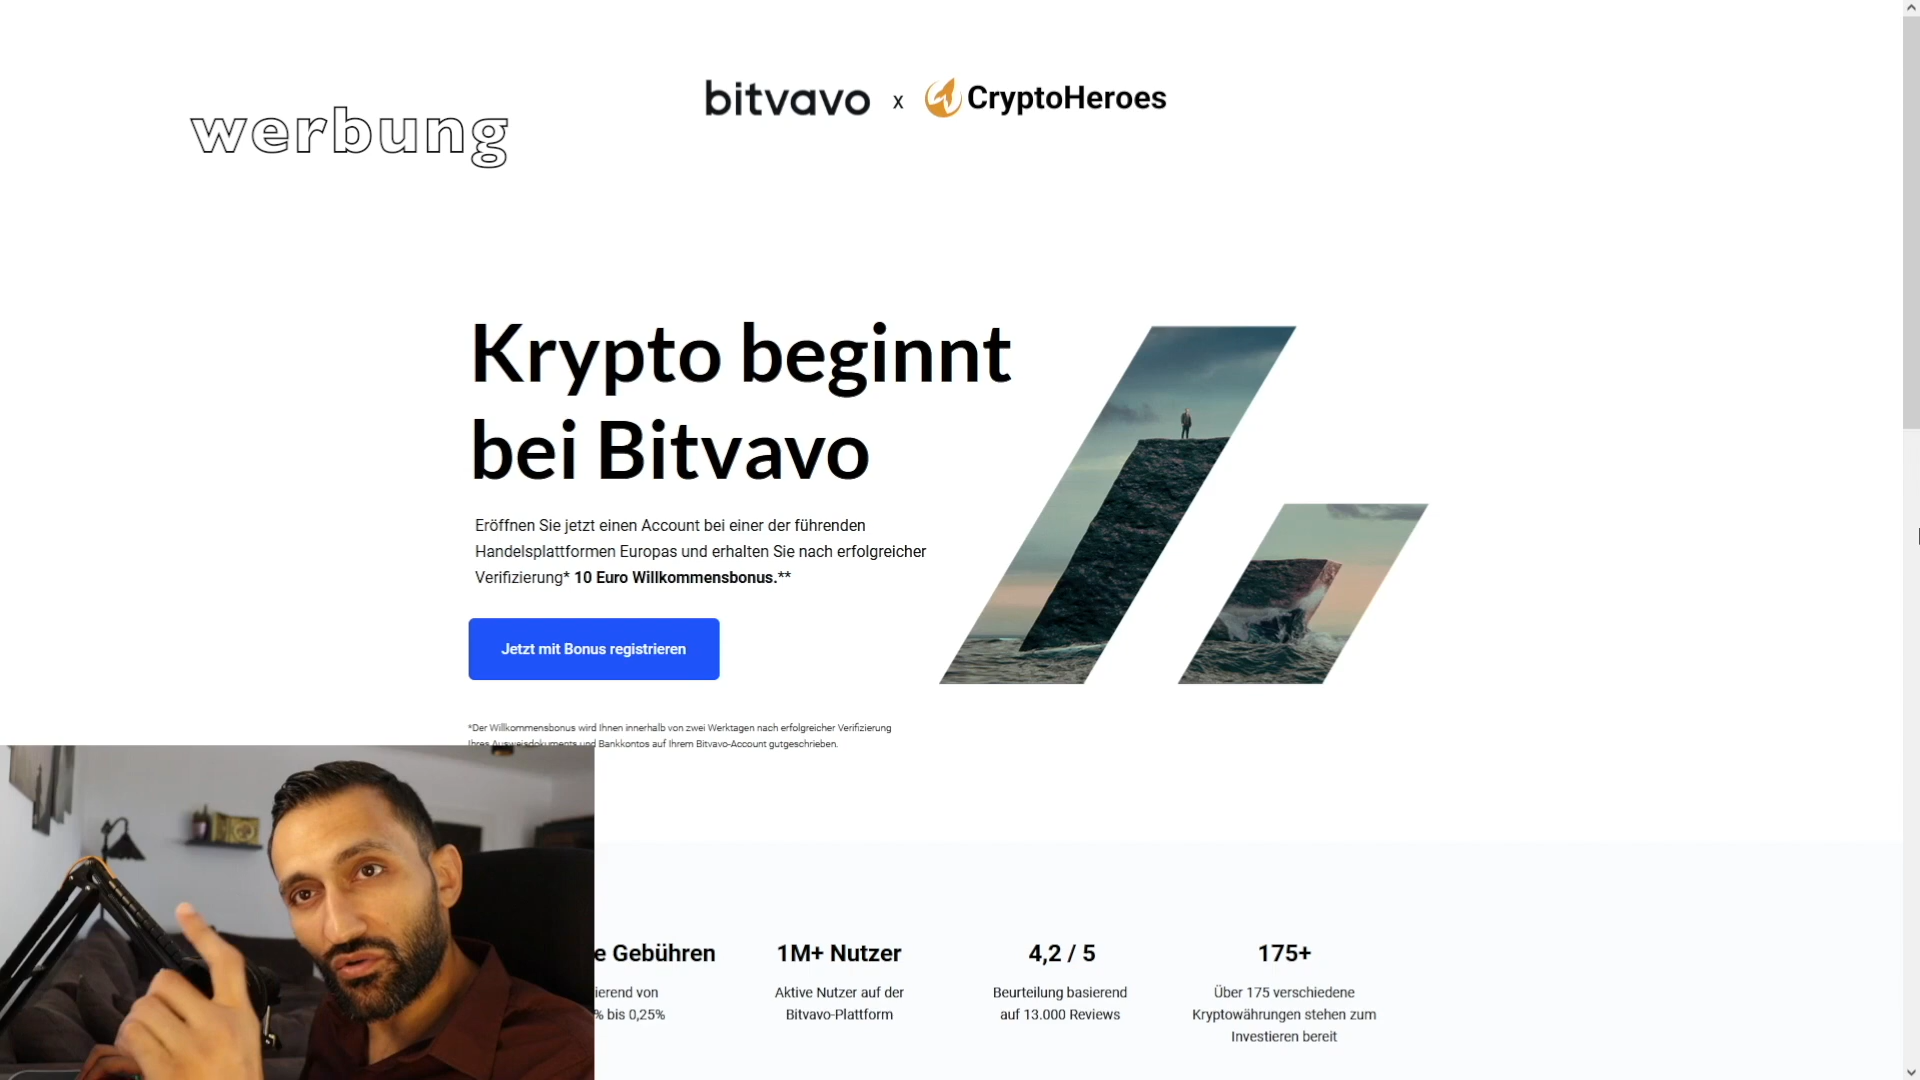 werbung
bitvavo x CryptoHeroes
Krypto beginnt
bei Bitvavo
Eröffnen Sie jetzt einen Account bei einer der führenden
Handelsplattformen Europas und erhalten Sie nach erfolgreicher
Verifizierung* 10 Euro Willkommensbonus.**
Jetzt mit Bonus registrieren
*Der Willkommensbonus wird Ihnen innerhalb von zwei Werktagen nach erfolgreicher Verifizierung
Ihres Ausweisdokuments und Bankkontos auf Ihrem Bitvavo-Account gutgeschrieben.
e Gebühren
ierend von
% bis 0,25%
1M+ Nutzer
Aktive Nutzer auf der
Bitvavo-Plattform
4,2 / 5
Beurteilung basierend
auf 13.000 Reviews
175+
Über 175 verschiedene
Kryptowährungen stehen zum
Investieren bereit